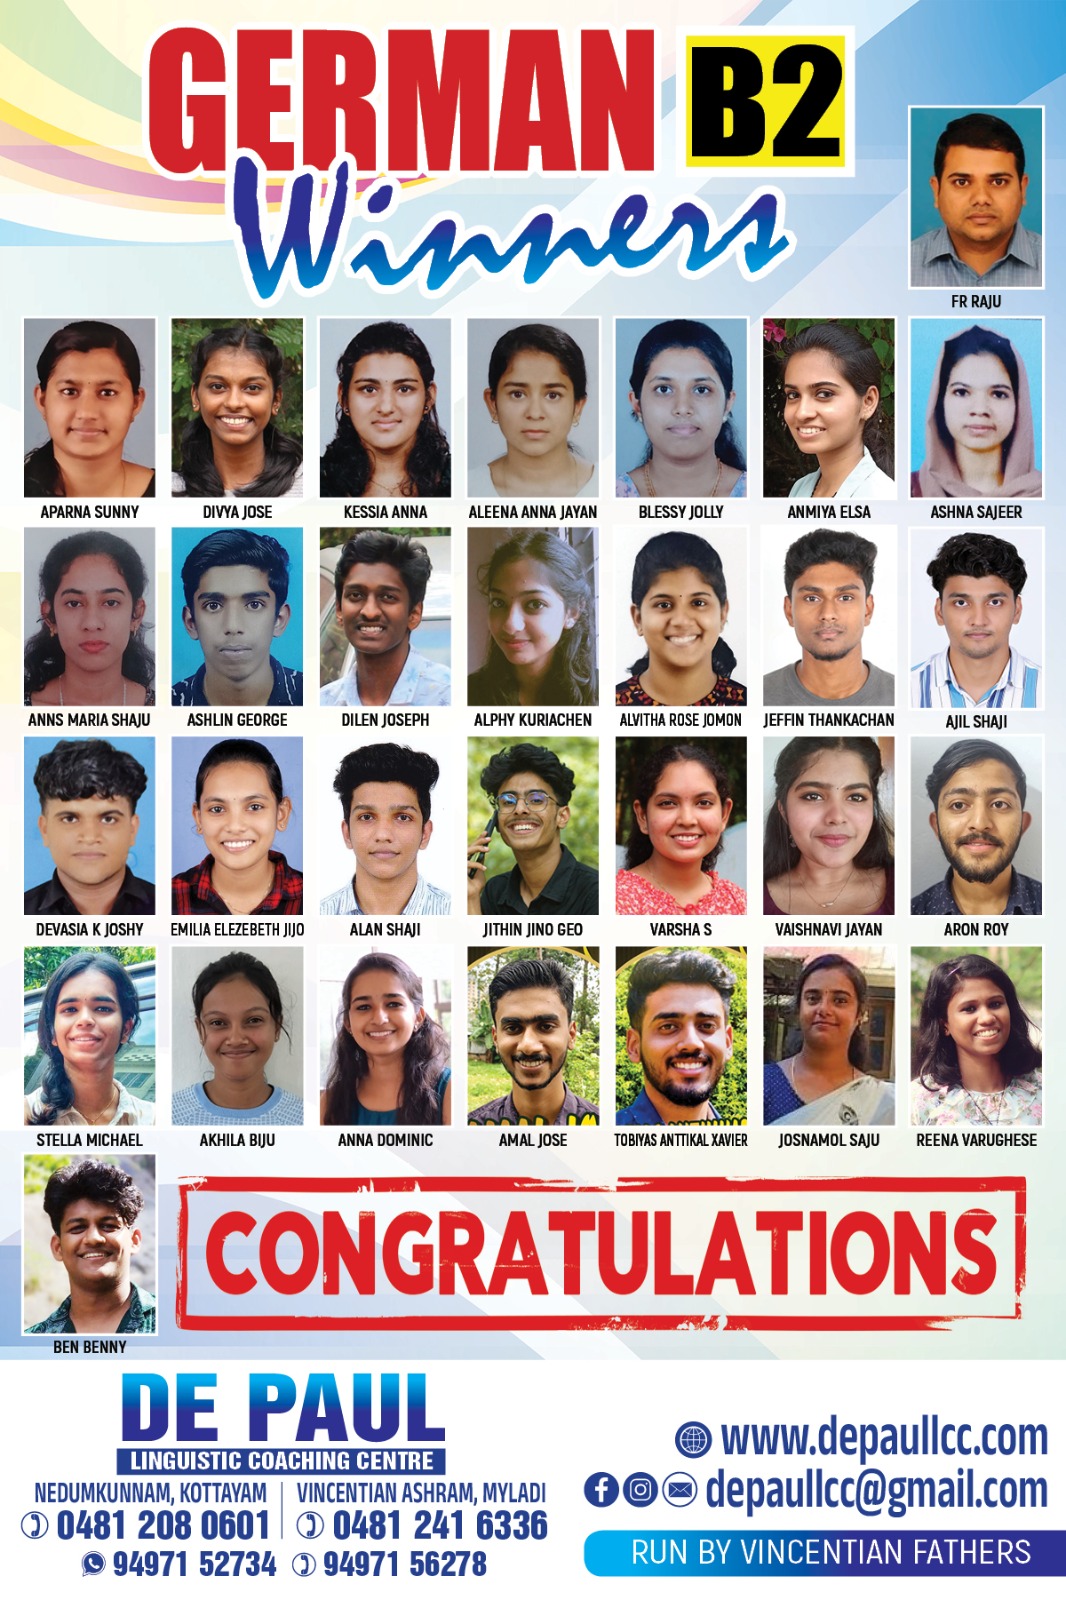 GERMAN B2
Winners
FR RAJU
APARNA SUNNY
DIVYA JOSE
KESSIA ANNA
ALEENA ANNA JAYAN
BLESSY JOLLY
ANMIYA ELSA
ASHNA SAJEER
ANNS MARIA SHAJU
ASHLIN GEORGE
DILEN JOSEPH
ALPHY KURIACHEN
ALVITHA ROSE JOMON
JEFFIN THANKACHAN
AJIL SHAJI
DEVASIA K JOSHY
EMILIA ELEZEBETH JIJO
ALAN SHAJI
JITHIN JINO GEO
VARSHA S
VAISHNAVI JAYAN
ARON ROY
STELLA MICHAEL
AKHILA BIJU
ANNA DOMINIC
AMAL JOSE
TOBIYAS ANTTIKAL XAVIER
JOSNAMOL SAJU
REENA VARUGHESE
BEN BENNY
CONGRATULATIONS
DE PAUL
LINGUISTIC COACHING CENTRE
NEDUMKUNNAM, KOTTAYAM
0481 208 0601
VINCENTIAN ASHRAM, MYLADI
0481 241 6336
94971 52734
94971 56278
www.depaullcc.com
depaullcc@gmail.com
RUN BY VINCENTIAN FATHERS